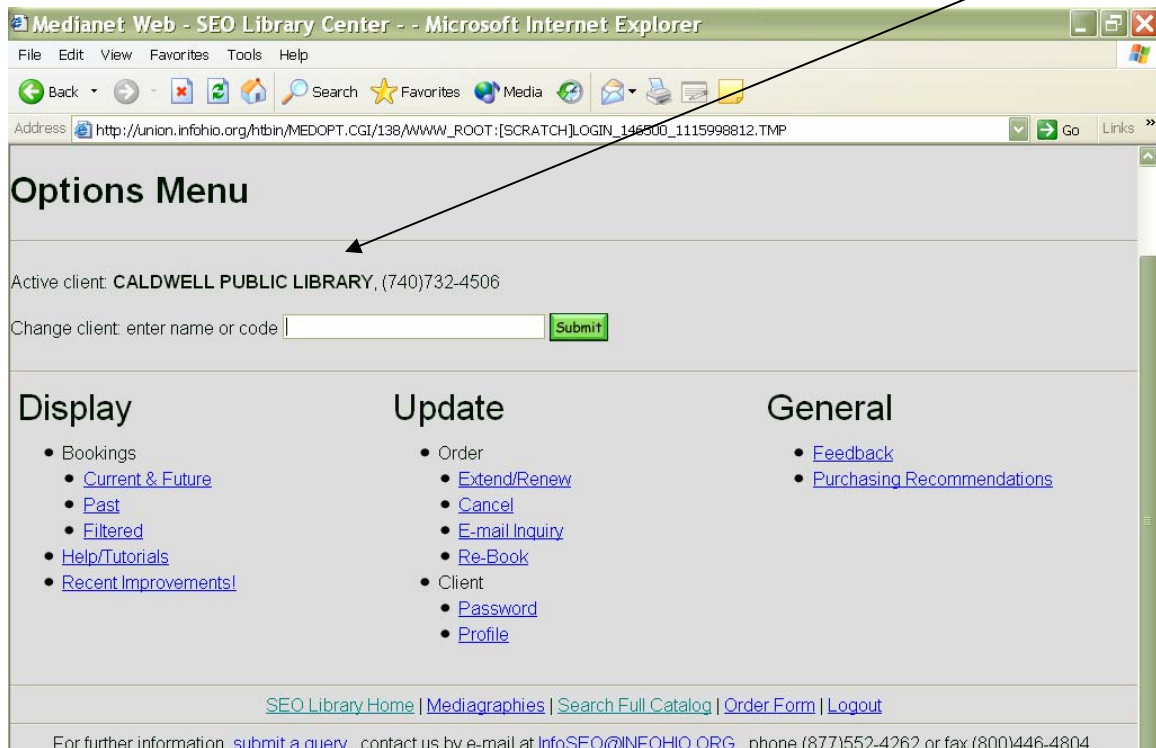 Medianet Web - SEO Library Center - - Microsoft Internet Explorer
File Edit View Favorites Tools Help
Back Search Favorites Media
Address http://union.infohio.org/htbin/MEDOPT.CGI/138/WWW_ROOT:[SCRATCH]LOGIN_146500_1115998812.TMP Go Links »
Options Menu
Active client: CALDWELL PUBLIC LIBRARY, (740)732-4506
Change client: enter name or code Submit
Display
• Bookings
• Current & Future
• Past
• Filtered
• Help/Tutorials
• Recent Improvements!
Update
• Order
• Extend/Renew
• Cancel
• E-mail Inquiry
• Re-Book
• Client
• Password
• Profile
General
• Feedback
• Purchasing Recommendations
SEO Library Home | Mediagraphies | Search Full Catalog | Order Form | Logout
For further information, submit a query, contact us by e-mail at InfoSEO@INFOHIO.ORG, phone (877)552-4262 or fax (800)446-4804